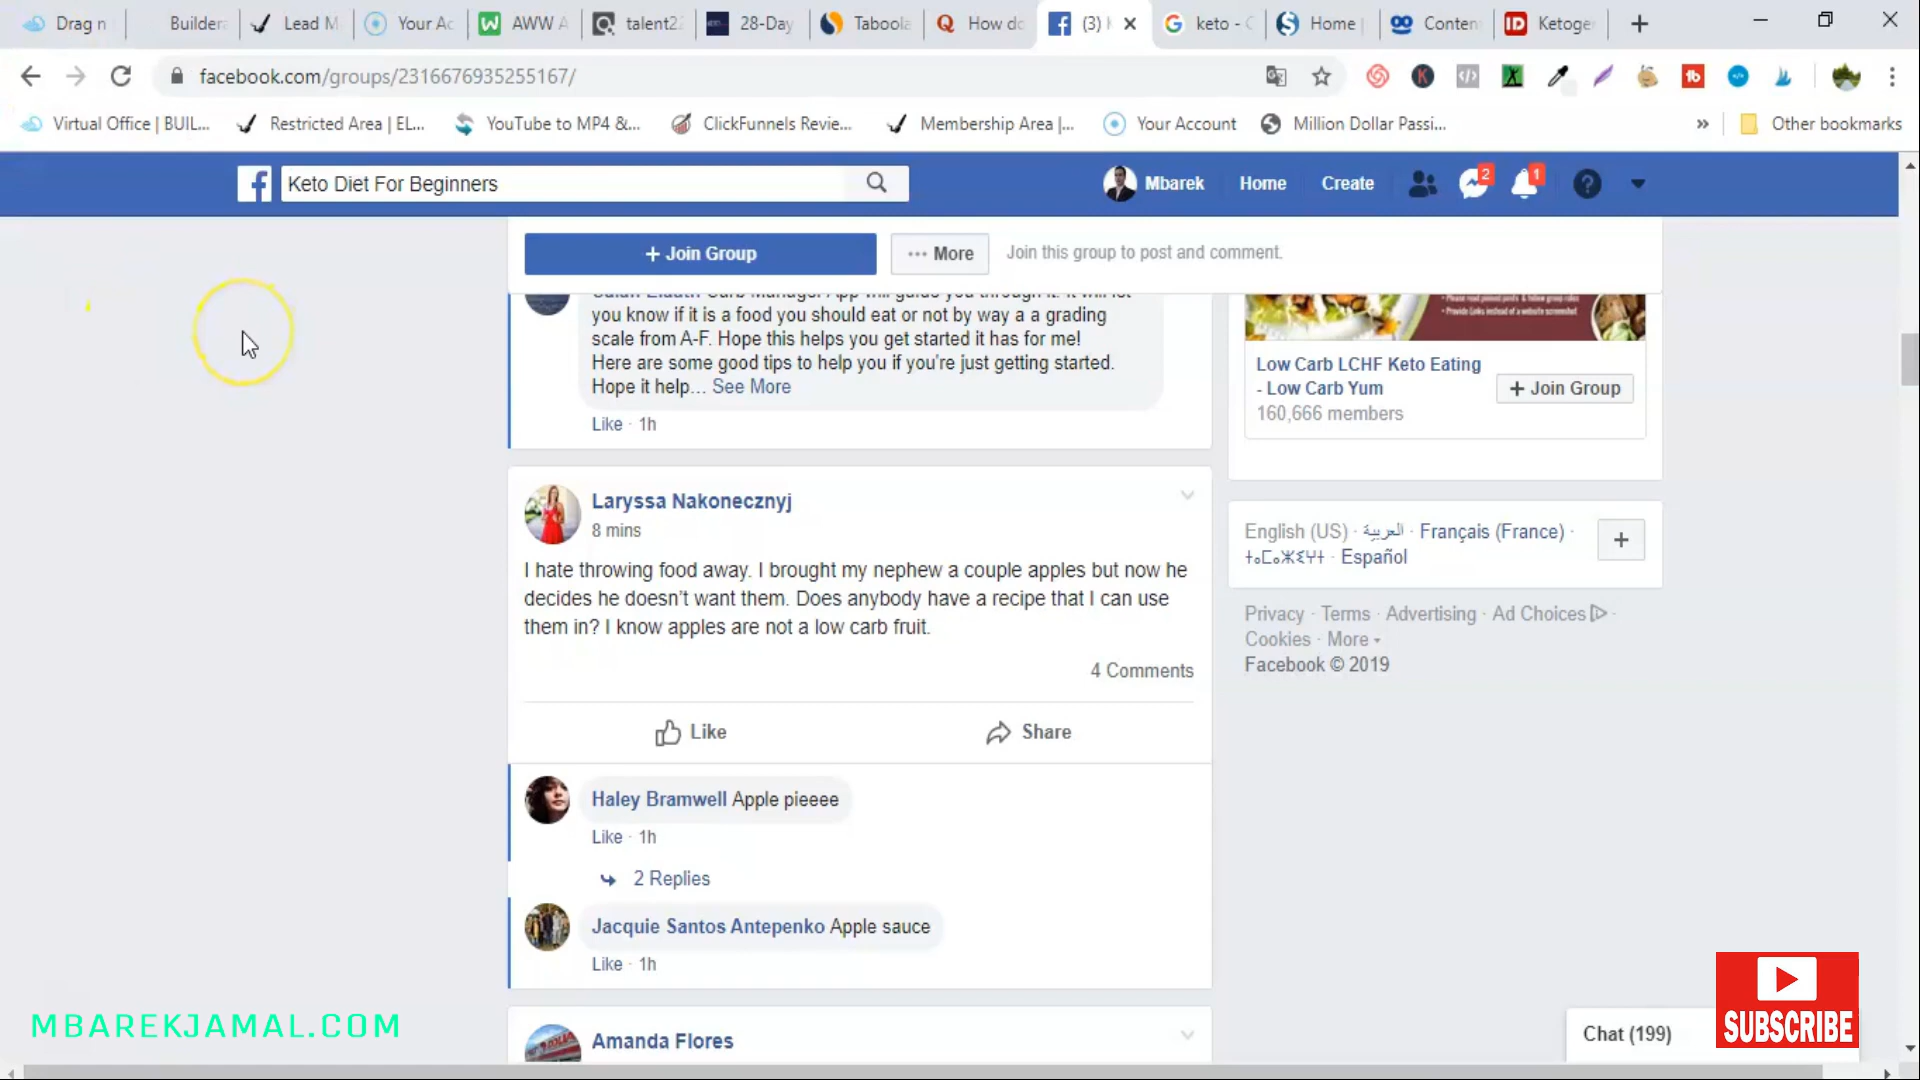 Drag n
Builder
Lead M
Your Ac
AWW A
talent2
28-Day
Taboola
How do
(3)
keto - G
Home
Conten
Ketoge
facebook.com/groups/2316676935255167/
Virtual Office | BUIL...
Restricted Area | EL...
YouTube to MP4 &...
ClickFunnels Revie...
Membership Area |...
Your Account
Million Dollar Passi...
»
Other bookmarks
Keto Diet For Beginners
Mbarek
Home
Create
2
1
+ Join Group
··· More
Join this group to post and comment.
you know if it is a food you should eat or not by way a a grading
scale from A-F. Hope this helps you get started it has for me!
Here are some good tips to help you if you're just getting started.
Hope it help... See More
Like · 1h
Low Carb LCHF Keto Eating
- Low Carb Yum
160,666 members
+ Join Group
Laryssa Nakonecznyj
8 mins
I hate throwing food away. I brought my nephew a couple apples but now he
decides he doesn't want them. Does anybody have a recipe that I can use
them in? I know apples are not a low carb fruit.
4 Comments
Like
Share
English (US) · العربية · Français (France) ·
ⵜⴰⵎⴰⵣⵉⵖⵜ · Español
Privacy · Terms · Advertising · Ad Choices ·
Cookies · More
Facebook © 2019
Haley Bramwell Apple pieeee
Like · 1h
2 Replies
Jacquie Santos Antepenko Apple sauce
Like · 1h
Amanda Flores
MBAREKJAMAL.COM
Chat (199)
SUBSCRIBE